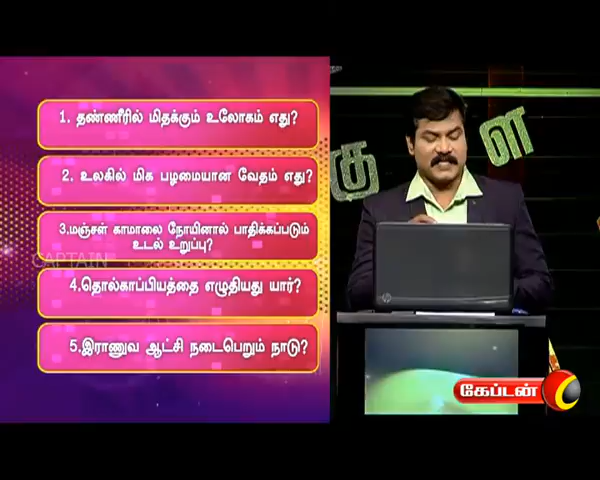 1. தண்ணீரில் மிதக்கும் உலோகம் எது?
2. உலகில் மிக பழமையான வேதம் எது?
3.மஞ்சள் காமாலை நோயினால் பாதிக்கப்படும்
உடல் உறுப்பு?
CAPTAIN
4.தொல்காப்பியத்தை எழுதியது யார்?
5.இராணுவ ஆட்சி நடைபெறும் நாடு?
கு ள
கேப்டன்